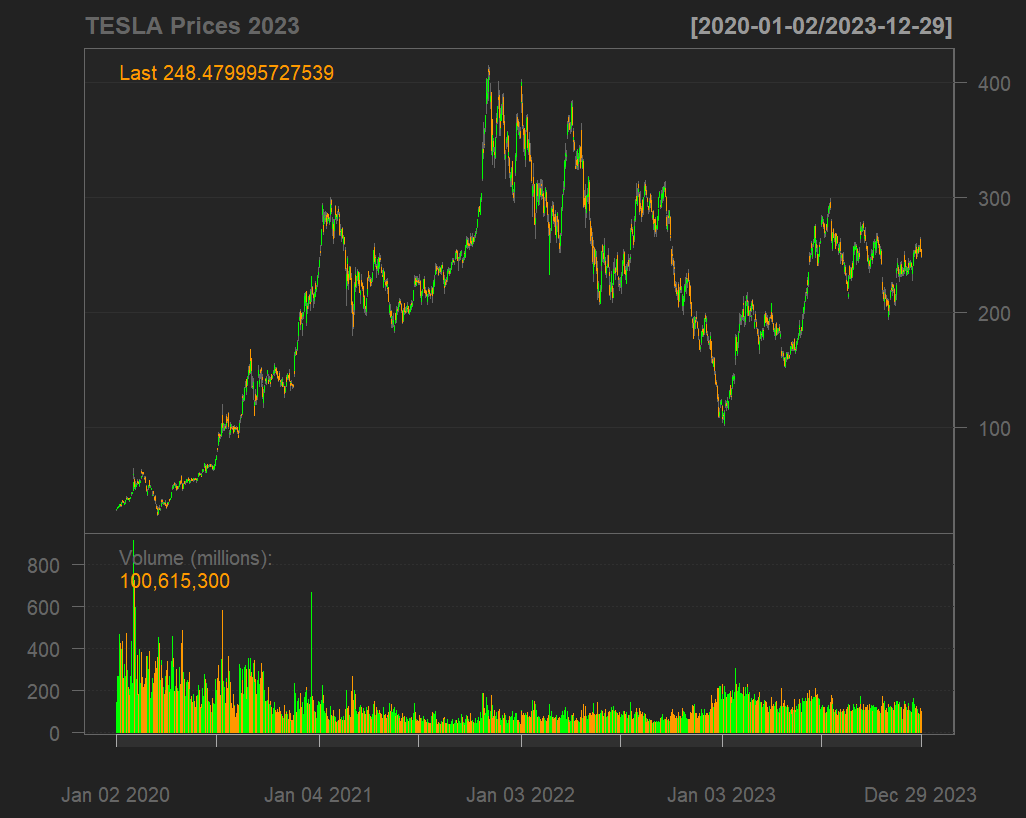 TESLA Prices 2023
[2020-01-02/2023-12-29]
Last 248.479995727539
400
300
200
100
Volume (millions):
100,615,300
800
600
400
200
0
Jan 02 2020
Jan 04 2021
Jan 03 2022
Jan 03 2023
Dec 29 2023